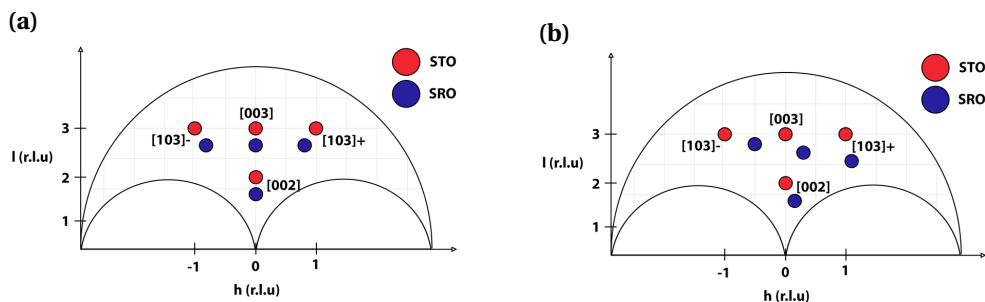 (a)
STO
SRO
[003]
3
[103]-
[103]+
l (r.l.u)
2
[002]
1
-1
0
1
h (r.l.u)
(b)
STO
SRO
[003]
3
[103]-
[103]+
l (r.l.u)
2
[002]
1
-1
0
1
h (r.l.u)